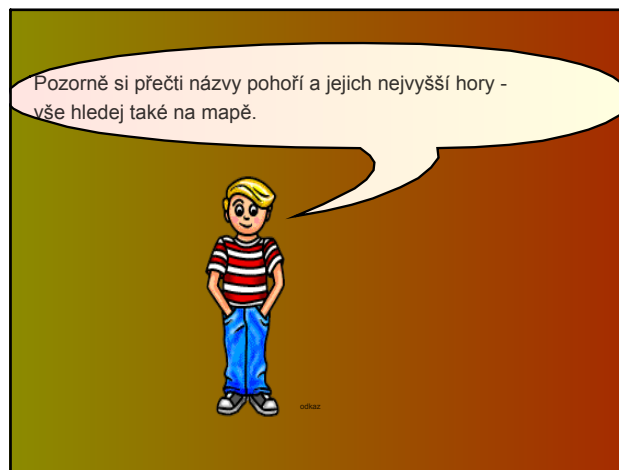 Pozorně si přečti názvy pohoří a jejich nejvyšší hory -
vše hledej také na mapě.
odkaz